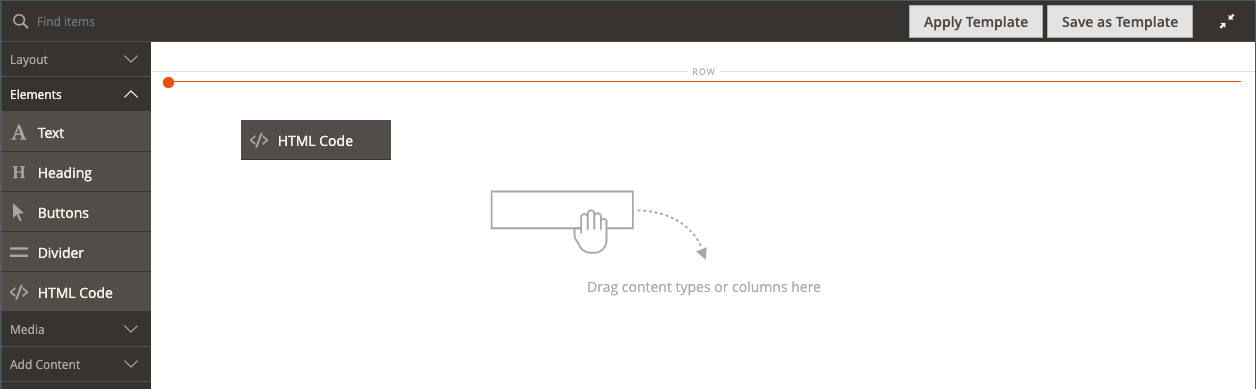 Find items
Apply Template
Save as Template
Layout
Elements
Text
Heading
Buttons
Divider
HTML Code
Media
Add Content
ROW
HTML Code
Drag content types or columns here